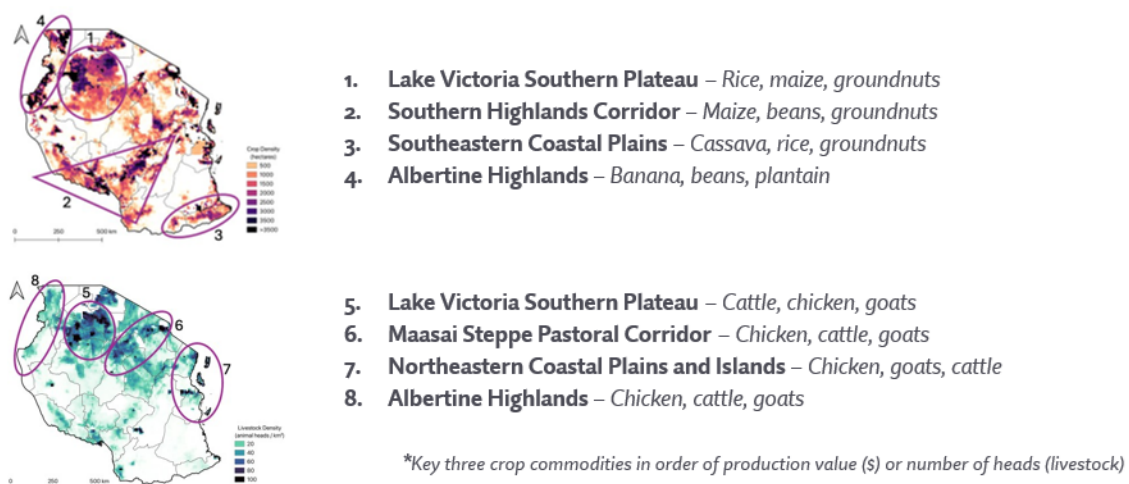 4
1
2
3
Crop Density
(hectares)
500
1000
1500
2000
2500
3000
3500
>3500
0 250 500 km
1. Lake Victoria Southern Plateau – Rice, maize, groundnuts
2. Southern Highlands Corridor – Maize, beans, groundnuts
3. Southeastern Coastal Plains – Cassava, rice, groundnuts
4. Albertine Highlands – Banana, beans, plantain
8
5
6
7
Livestock Density
(animal heads / km²)
20
40
60
80
100
0 250 500 km
5. Lake Victoria Southern Plateau – Cattle, chicken, goats
6. Maasai Steppe Pastoral Corridor – Chicken, cattle, goats
7. Northeastern Coastal Plains and Islands – Chicken, goats, cattle
8. Albertine Highlands – Chicken, cattle, goats
*Key three crop commodities in order of production value ($) or number of heads (livestock)